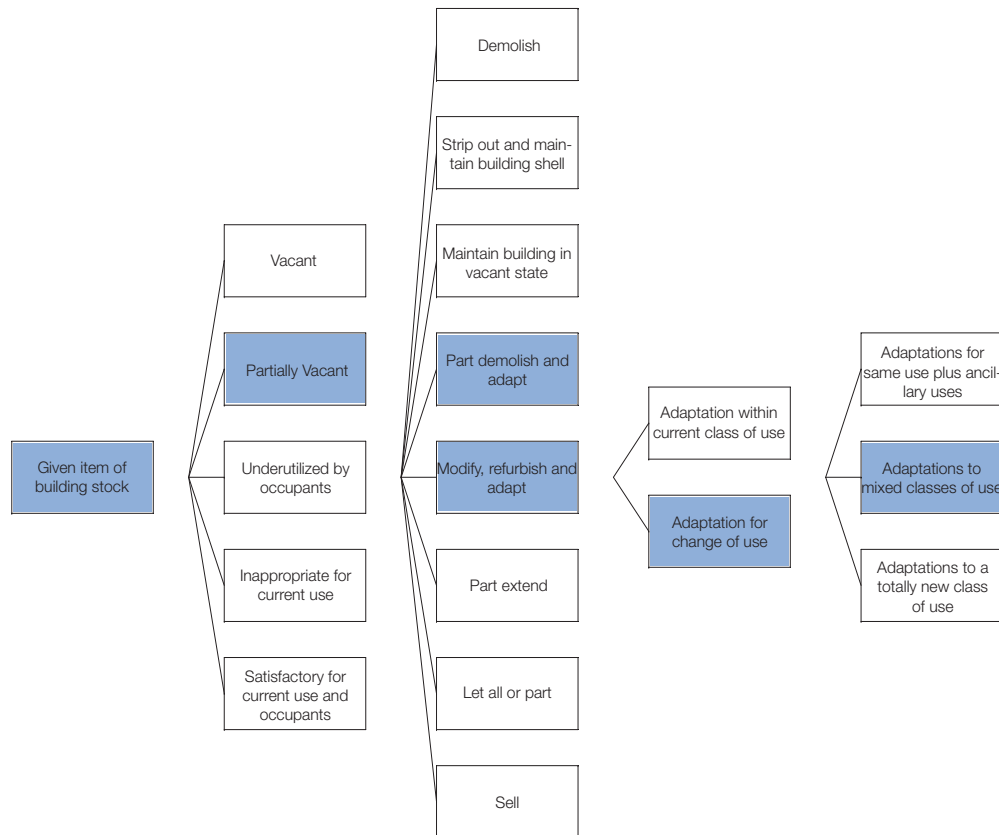 Given item of
building stock
Vacant
Partially Vacant
Underutilized by
occupants
Inappropriate for
current use
Satisfactory for
current use and
occupants
Demolish
Strip out and main-
tain building shell
Maintain building in
vacant state
Part demolish and
adapt
Modify, refurbish and
adapt
Part extend
Let all or part
Sell
Adaptation within
current class of use
Adaptation for
change of use
Adaptations for
same use plus ancil-
lary uses
Adaptations to
mixed classes of use
Adaptations to a
totally new class
of use